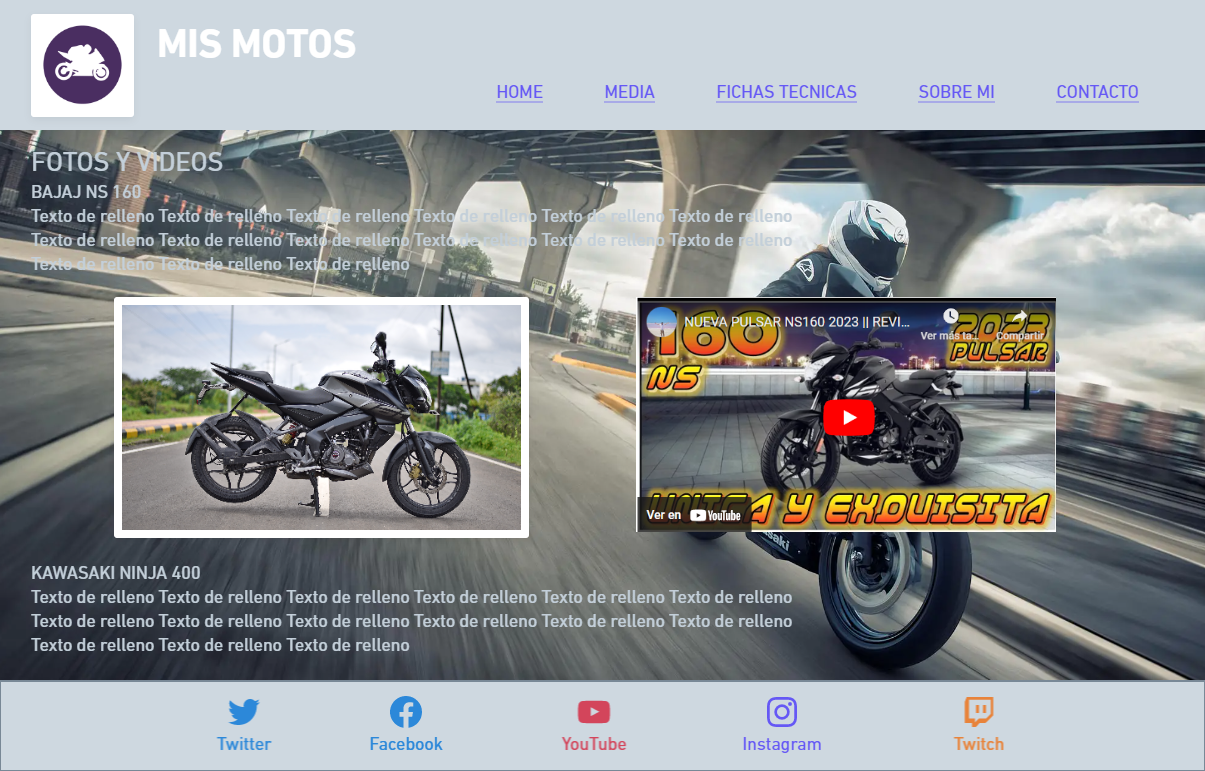 MIS MOTOS
HOME MEDIA FICHAS TECNICAS SOBRE MI CONTACTO
FOTOS Y VIDEOS
BAJAJ NS 160
Texto de relleno Texto de relleno Texto de relleno Texto de relleno Texto de relleno Texto de relleno
Texto de relleno Texto de relleno Texto de relleno Texto de relleno Texto de relleno Texto de relleno
Texto de relleno Texto de relleno Texto de relleno
NUEVA PULSAR NS160 2023 || REVI...
Ver más ta... Compartir
160
NS
2023
PULSAR
UNICA Y EXQUISITA
Ver en YouTube
Kawasaki
KAWASAKI NINJA 400
Texto de relleno Texto de relleno Texto de relleno Texto de relleno Texto de relleno Texto de relleno
Texto de relleno Texto de relleno Texto de relleno Texto de relleno Texto de relleno Texto de relleno
Texto de relleno Texto de relleno Texto de relleno
Twitter Facebook YouTube Instagram Twitch